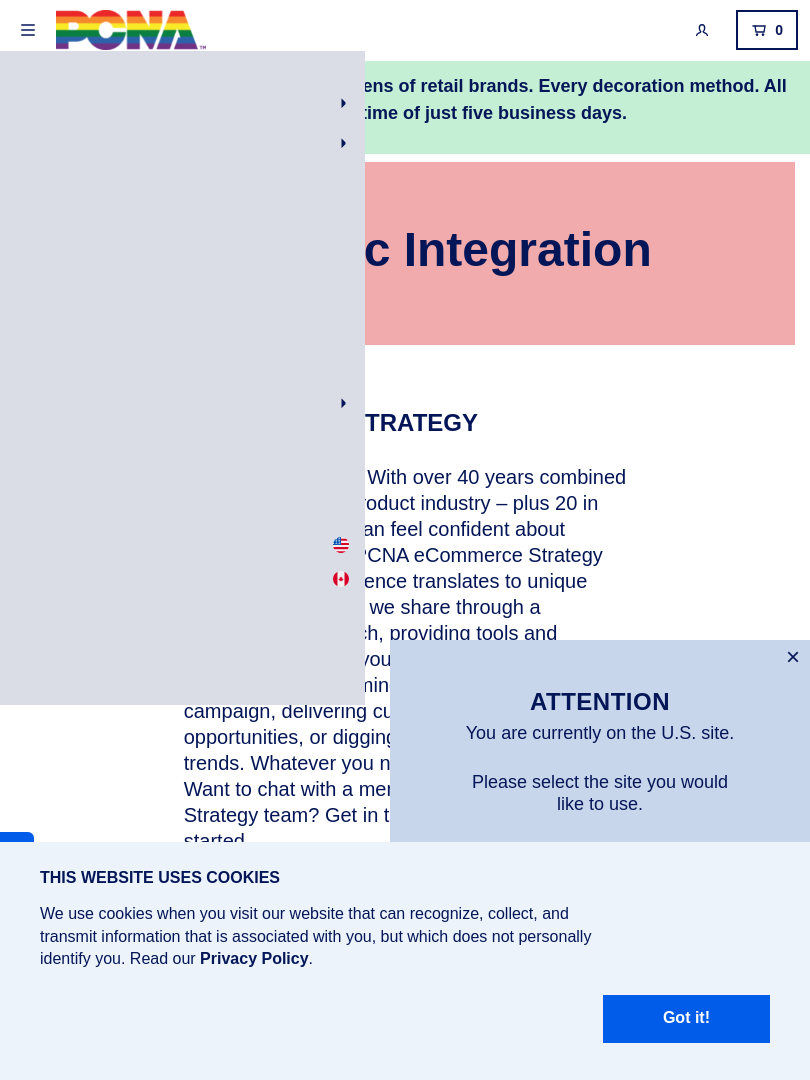 PCNA
TM
0
ens of retail brands. Every decoration method. All
time of just five business days.
c Integration
TRATEGY
With over 40 years combined
roduct industry – plus 20 in
an feel confident about
PCNA eCommerce Strategy
ence translates to unique
we share through a
ch, providing tools and
you
min
campaign, delivering cu
opportunities, or digging
trends. Whatever you n
Want to chat with a mem
Strategy team? Get in t
started
×
ATTENTION
You are currently on the U.S. site.
Please select the site you would
like to use.
THIS WEBSITE USES COOKIES
We use cookies when you visit our website that can recognize, collect, and
transmit information that is associated with you, but which does not personally
identify you. Read our Privacy Policy.
Got it!